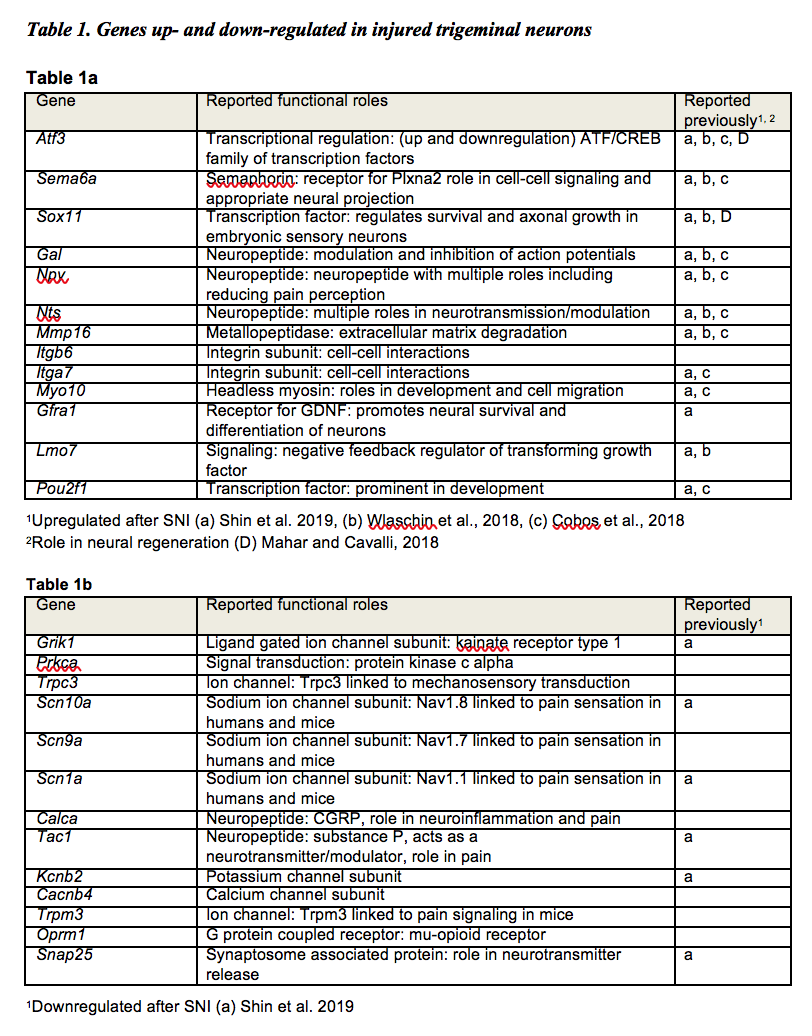 Table 1. Genes up- and down-regulated in injured trigeminal neurons
Table 1a
Gene Reported functional roles Reported
previously1, 2
Atf3 Transcriptional regulation: (up and downregulation) ATF/CREB a, b, c, D
family of transcription factors
Sema6a Semaphorin: receptor for Plxna2 role in cell-cell signaling and a, b, c
appropriate neural projection
Sox11 Transcription factor: regulates survival and axonal growth in a, b, D
embryonic sensory neurons
Gal Neuropeptide: modulation and inhibition of action potentials a, b, c
Npy Neuropeptide: neuropeptide with multiple roles including a, b, c
reducing pain perception
Nts Neuropeptide: multiple roles in neurotransmission/modulation a, b, c
Mmp16 Metallopeptidase: extracellular matrix degradation a, b, c
Itgb6 Integrin subunit: cell-cell interactions
Itga7 Integrin subunit: cell-cell interactions a, c
Myo10 Headless myosin: roles in development and cell migration a, c
Gfra1 Receptor for GDNF: promotes neural survival and a
differentiation of neurons
Lmo7 Signaling: negative feedback regulator of transforming growth a, b
factor
Pou2f1 Transcription factor: prominent in development a, c
1Upregulated after SNI (a) Shin et al. 2019, (b) Wlaschin et al., 2018, (c) Cobos et al., 2018
2Role in neural regeneration (D) Mahar and Cavalli, 2018
Table 1b
Gene Reported functional roles Reported
previously1
Grik1 Ligand gated ion channel subunit: kainate receptor type 1 a
Prkca Signal transduction: protein kinase c alpha
Trpc3 Ion channel: Trpc3 linked to mechanosensory transduction
Scn10a Sodium ion channel subunit: Nav1.8 linked to pain sensation in a
humans and mice
Scn9a Sodium ion channel subunit: Nav1.7 linked to pain sensation in
humans and mice
Scn1a Sodium ion channel subunit: Nav1.1 linked to pain sensation in a
humans and mice
Calca Neuropeptide: CGRP, role in neuroinflammation and pain
Tac1 Neuropeptide: substance P, acts as a a
neurotransmitter/modulator, role in pain
Kcnb2 Potassium channel subunit a
Cacnb4 Calcium channel subunit
Trpm3 Ion channel: Trpm3 linked to pain signaling in mice
Oprm1 G protein coupled receptor: mu-opioid receptor
Snap25 Synaptosome associated protein: role in neurotransmitter a
release
1Downregulated after SNI (a) Shin et al. 2019